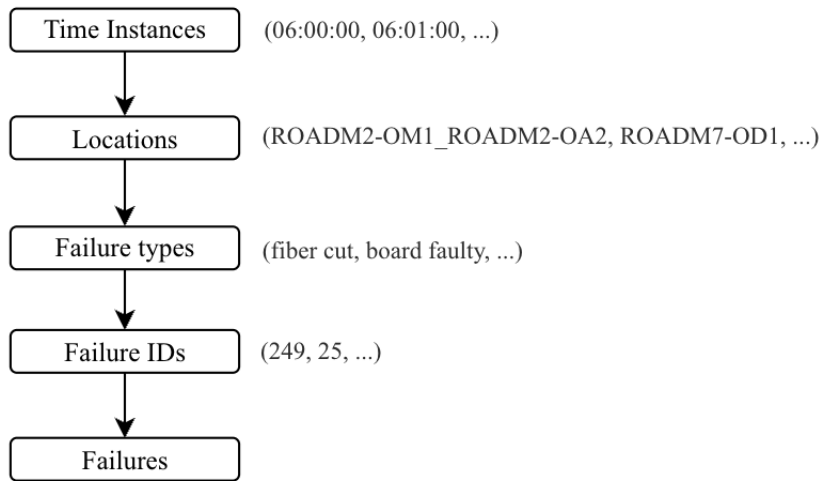 Time Instances (06:00:00, 06:01:00, ...)
Locations (ROADM2-OM1_ROADM2-OA2, ROADM7-OD1, ...)
Failure types (fiber cut, board faulty, ...)
Failure IDs (249, 25, ...)
Failures